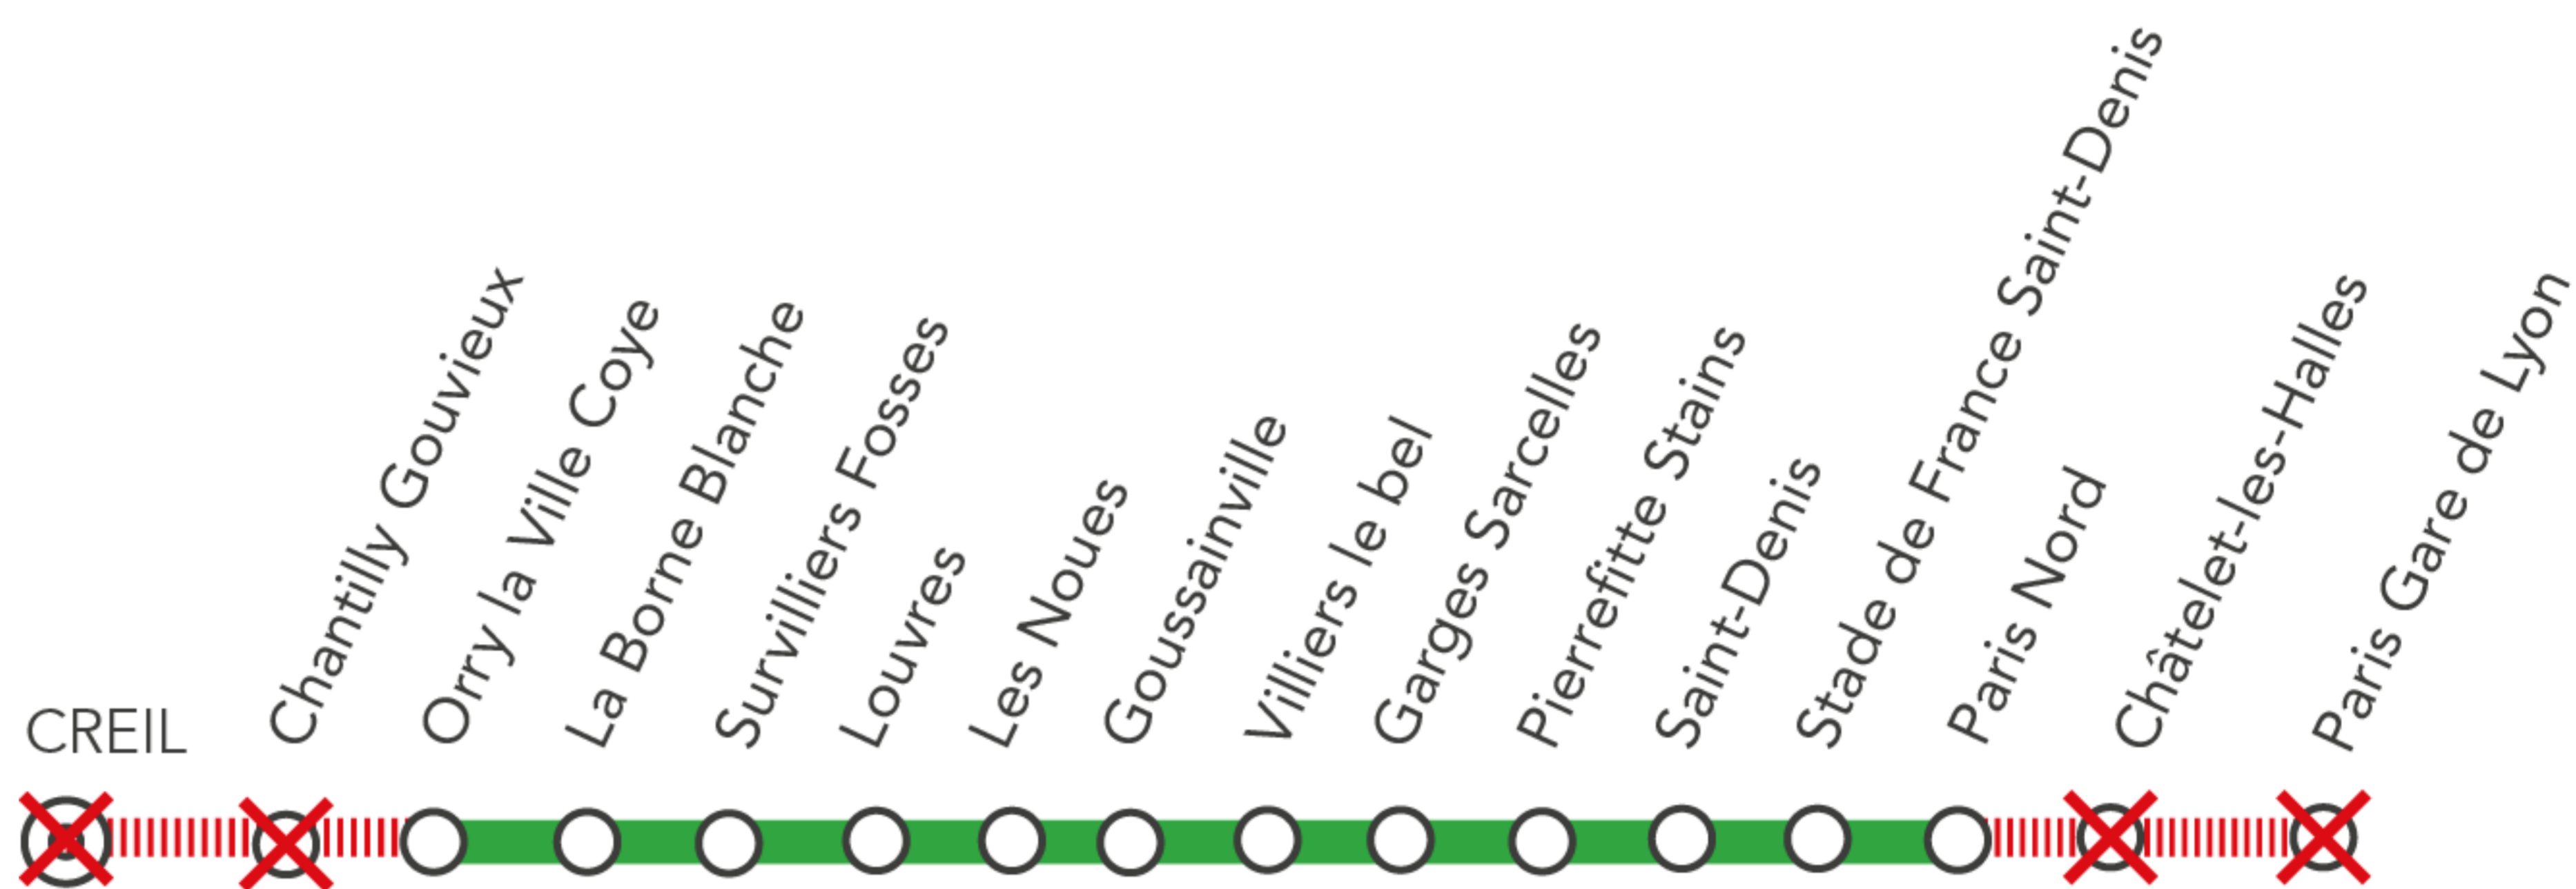 CREIL
Chantilly Gouvieux
Orry la Ville Coye
La Borne Blanche
Survilliers Fosses
Louvres
Les Noues
Goussainville
Villiers le bel
Garges Sarcelles
Pierrefitte Stains
Saint-Denis
Stade de France Saint-Denis
Paris Nord
Châtelet-les-Halles
Paris Gare de Lyon